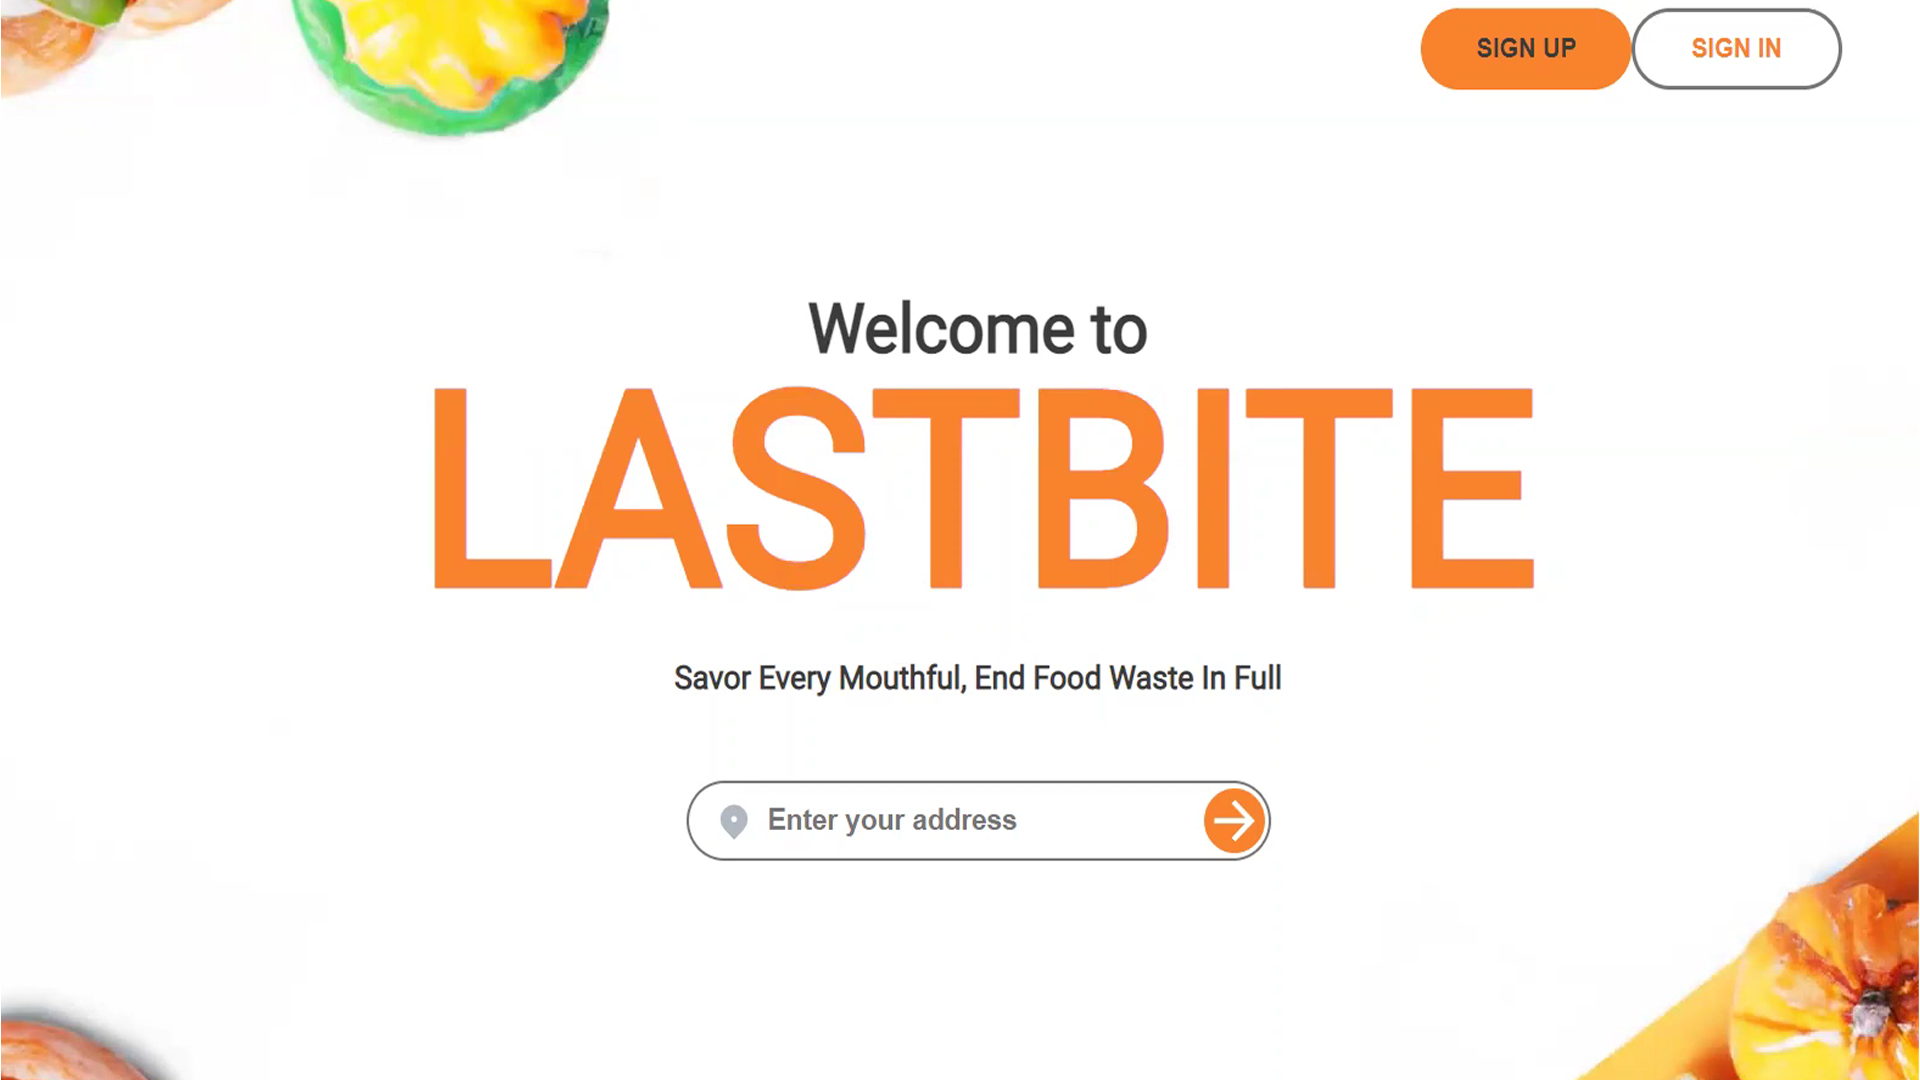 SIGN UP SIGN IN
Welcome to
LASTBITE
Savor Every Mouthful, End Food Waste In Full
Enter your address